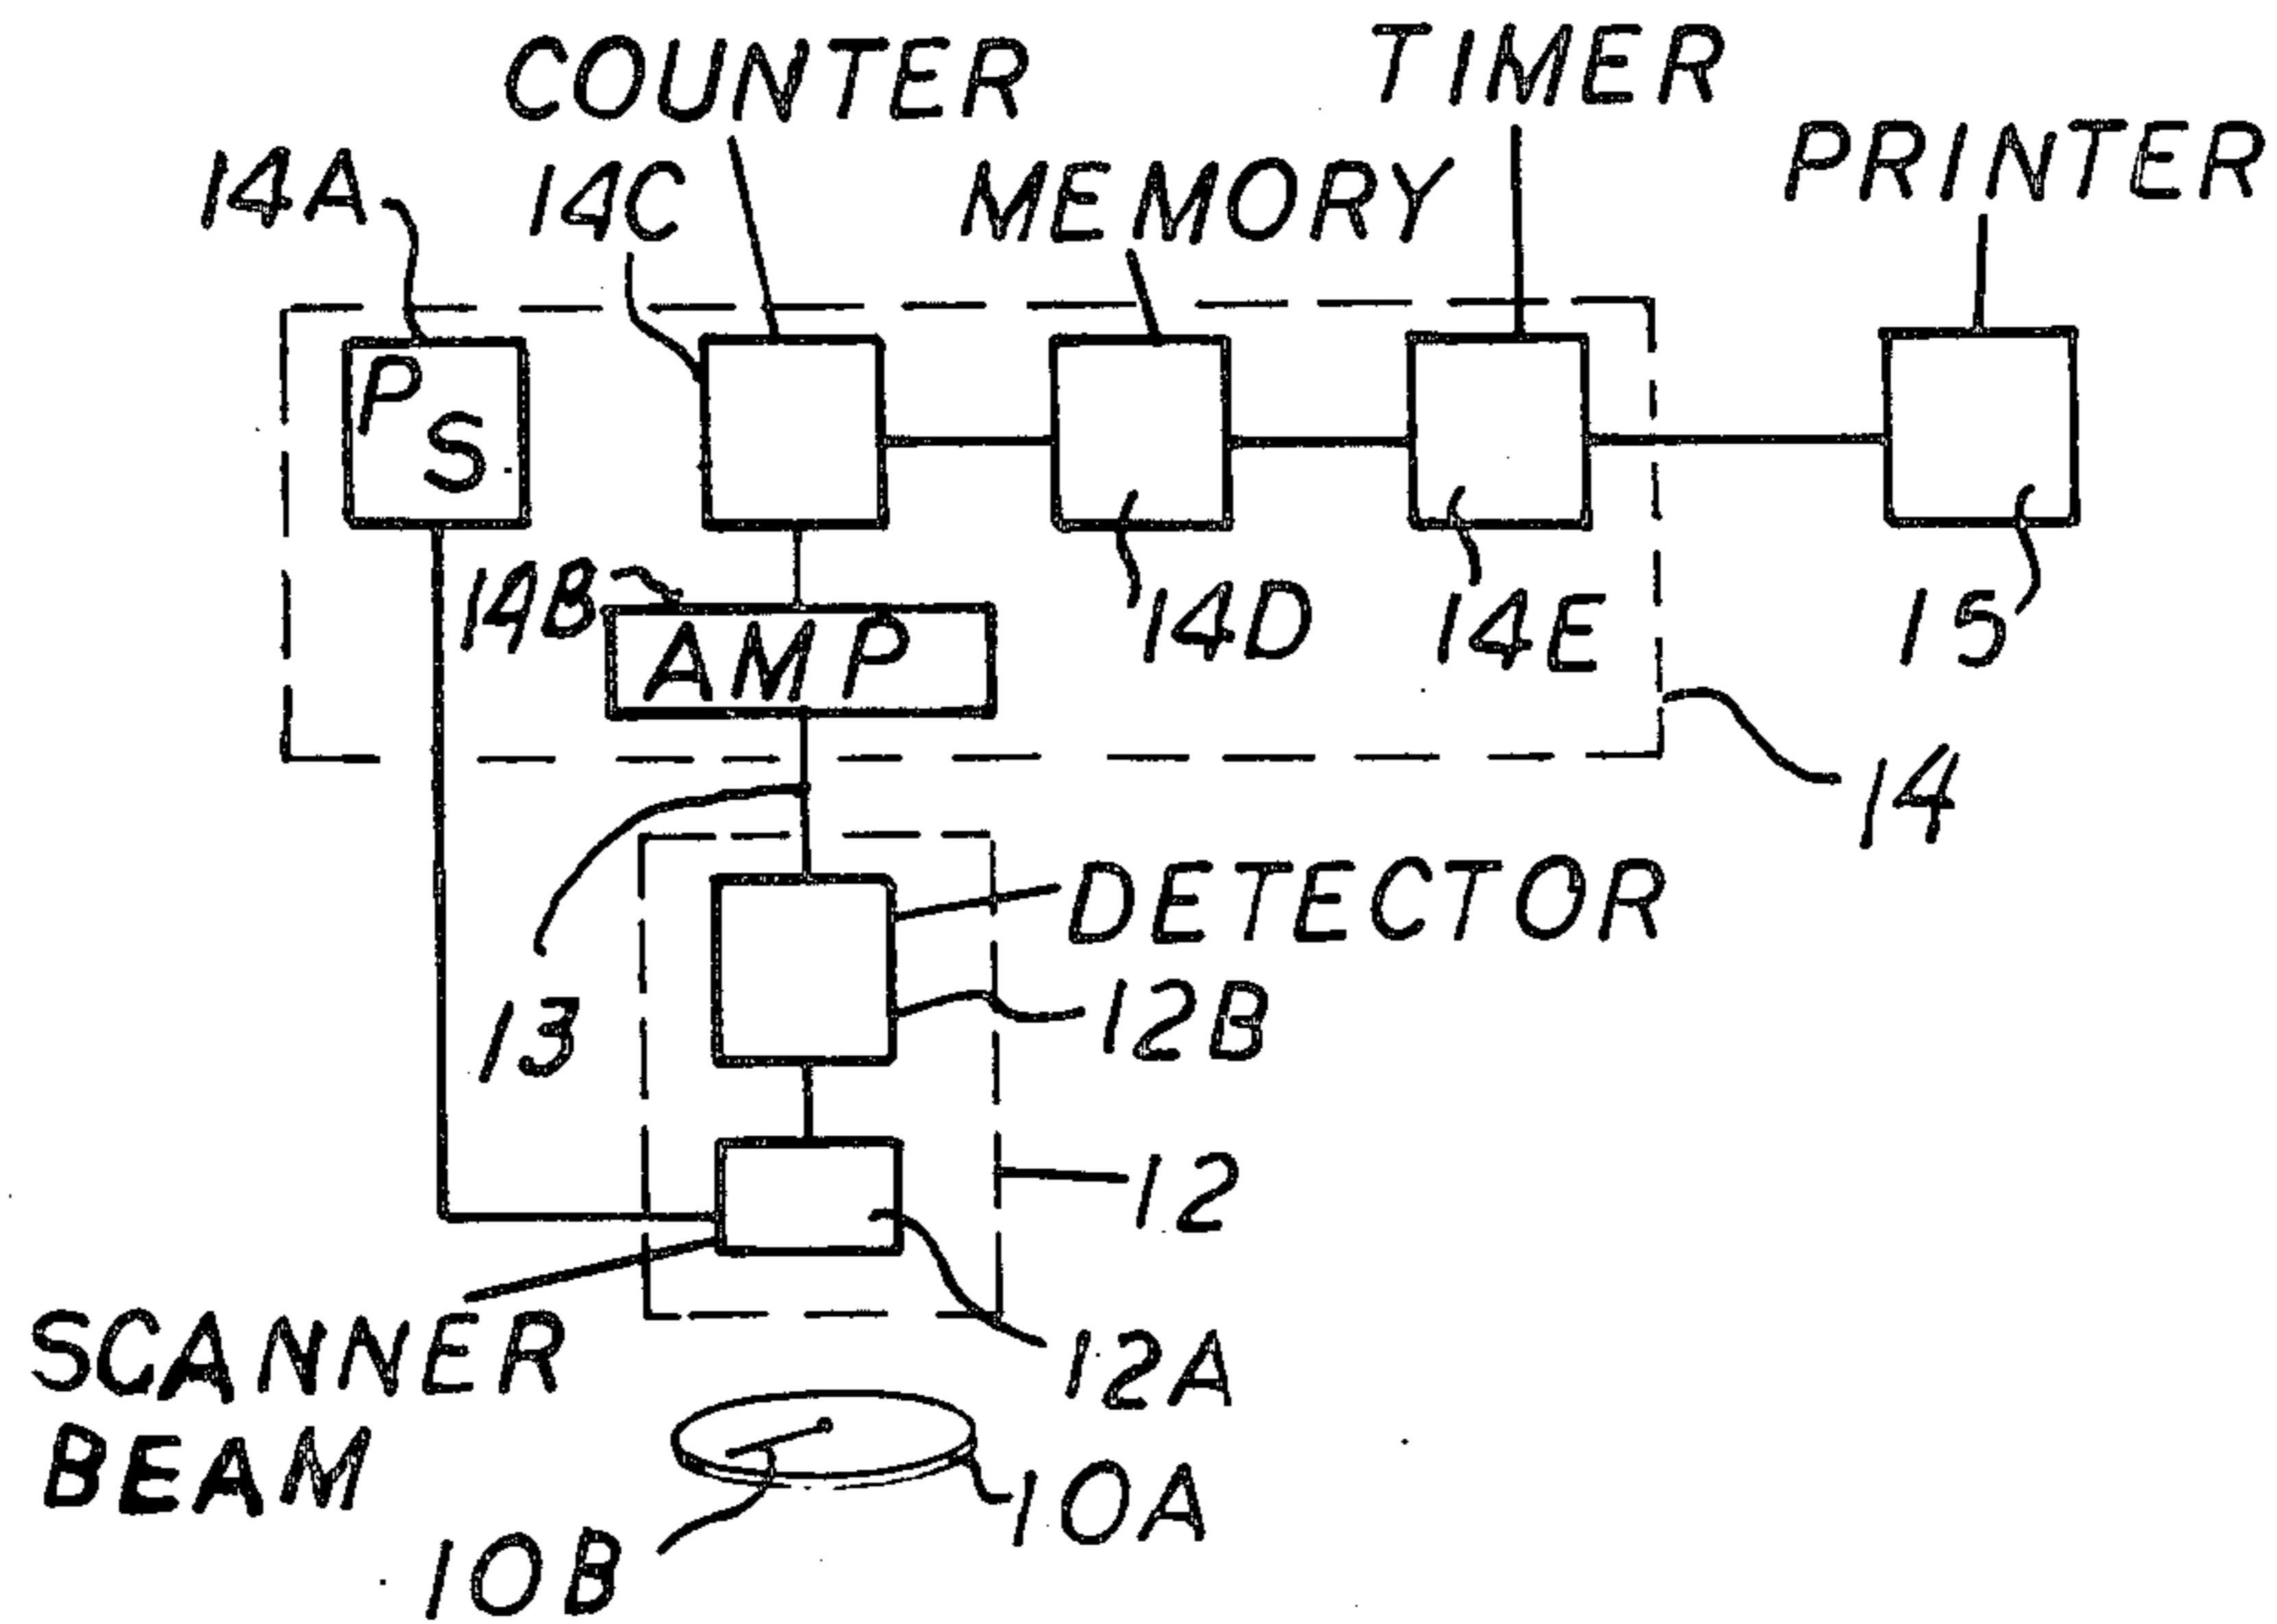 COUNTER
TIMER
PRINTER
14A
14C
MEMORY
P
S
14B
AMP
14D
14E
15
14
DETECTOR
13
12B
12
SCANNER
BEAM
12A
10A
10B